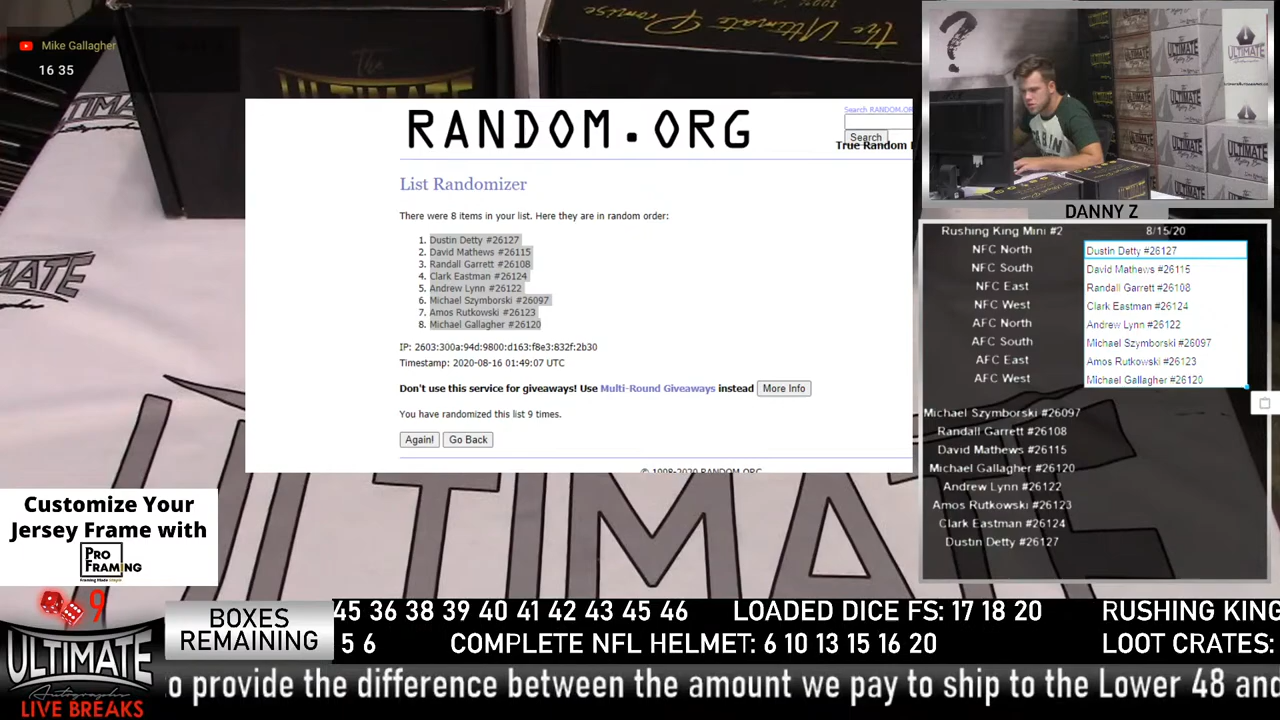 Mike Gallagher
16 35
The
The Ultimate Promise
RANDOM.ORG
Search RANDOM.OR
Search
True Random
List Randomizer
There were 8 items in your list. Here they are in random order:
1. Dustin Detty #26127
2. David Mathews #26115
3. Randall Garrett #26108
4. Clark Eastman #26124
5. Andrew Lynn #26122
6. Michael Szymborski #26097
7. Amos Rutkowski #26123
8. Michael Gallagher #26120
IP: 2603:300a:94d:9800:d163:f8e3:832f:2b30
Timestamp: 2020-08-16 01:49:07 UTC
Don't use this service for giveaways! Use Multi-Round Giveaways instead More Info
You have randomized this list 9 times.
Again! Go Back
© 1998-2020 RANDOM.ORG
?
ULTIMATE
DANNY Z
Rushing King Mini #2 8/15/20
NFC North Dustin Detty #26127
NFC South David Mathews #26115
NFC East Randall Garrett #26108
NFC West Clark Eastman #26124
AFC North Andrew Lynn #26122
AFC South Michael Szymborski #26097
AFC East Amos Rutkowski #26123
AFC West Michael Gallagher #26120
Michael Szymborski #26097
Randall Garrett #26108
David Mathews #26115
Michael Gallagher #26120
Andrew Lynn #26122
Amos Rutkowski #26123
Clark Eastman #26124
Dustin Detty #26127
ULTIMATE
Customize Your
Jersey Frame with
PRO
FRAMING
9
ULTIMATE
Autographs
LIVE BREAKS
BOXES
REMAINING
45 36 38 39 40 41 42 43 45 46 LOADED DICE FS: 17 18 20 RUSHING KING
5 6 COMPLETE NFL HELMET: 6 10 13 15 16 20 LOOT CRATES:
o provide the difference between the amount we pay to ship to the Lower 48 and